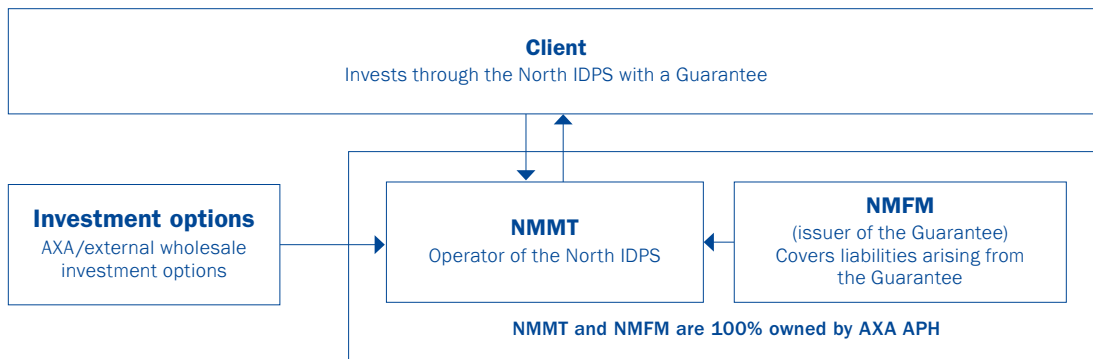 Client
Invests through the North IDPS with a Guarantee
Investment options
AXA/external wholesale
investment options
NMMT
Operator of the North IDPS
NMFM
(issuer of the Guarantee)
Covers liabilities arising from
the Guarantee
NMMT and NMFM are 100% owned by AXA APH